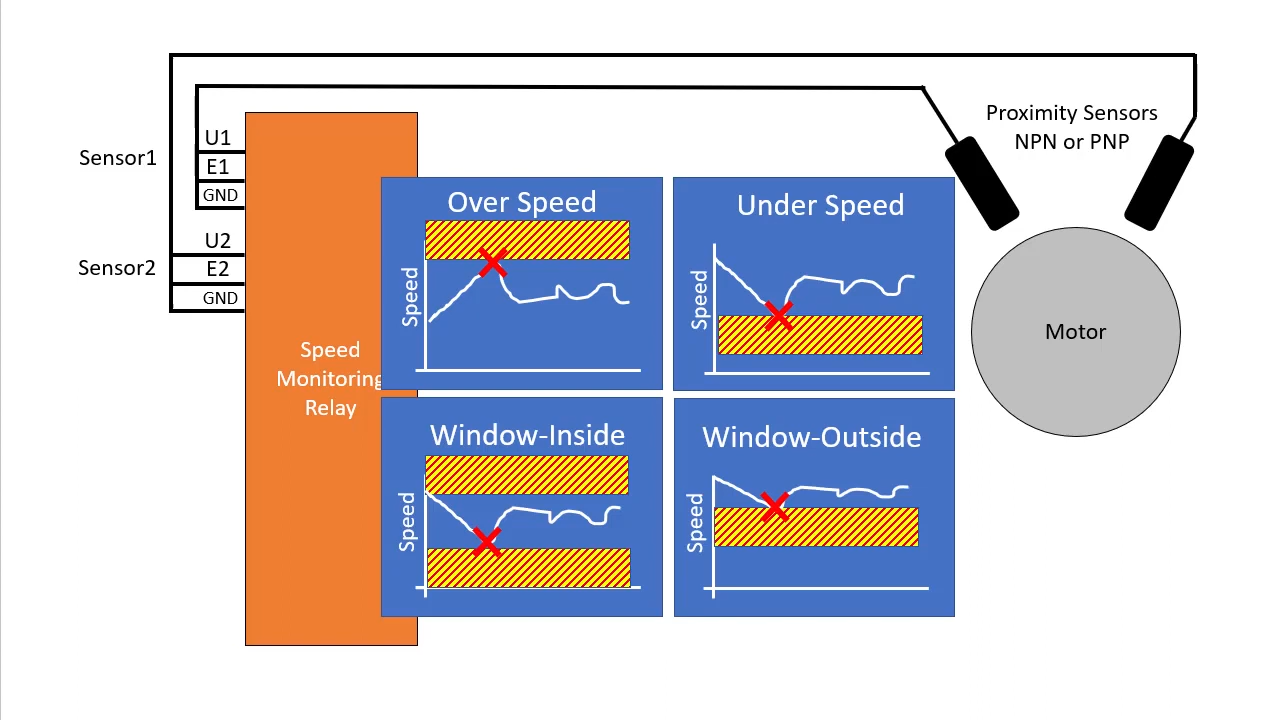 Proximity Sensors
NPN or PNP
U1
Sensor1
E1
GND
U2
Sensor2
E2
GND
Speed
Monitoring
Relay
Over Speed
Speed
Under Speed
Speed
Window-Inside
Speed
Window-Outside
Speed
Motor